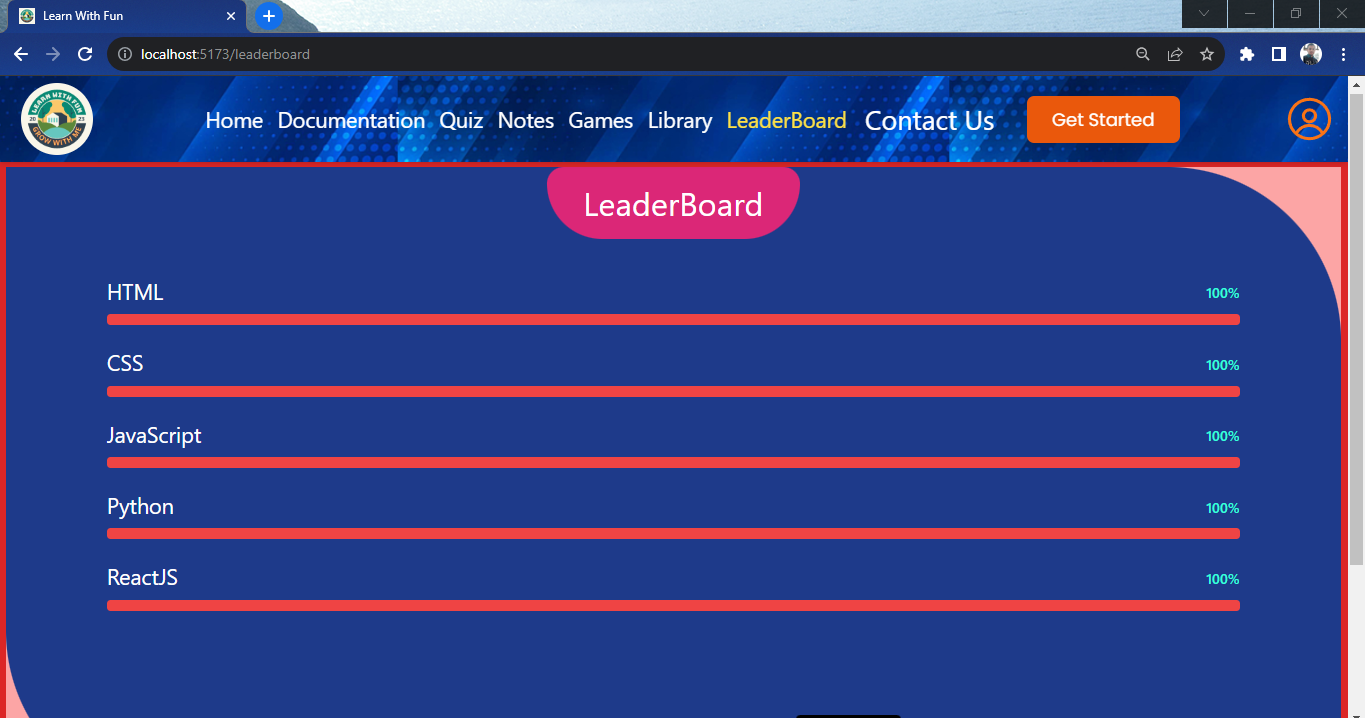 Learn With Fun
localhost:5173/leaderboard
LEARN WITH FUN
20 23
GROW WITH ME
Home Documentation Quiz Notes Games Library LeaderBoard Contact Us Get Started
LeaderBoard
HTML 100%
CSS 100%
JavaScript 100%
Python 100%
ReactJS 100%